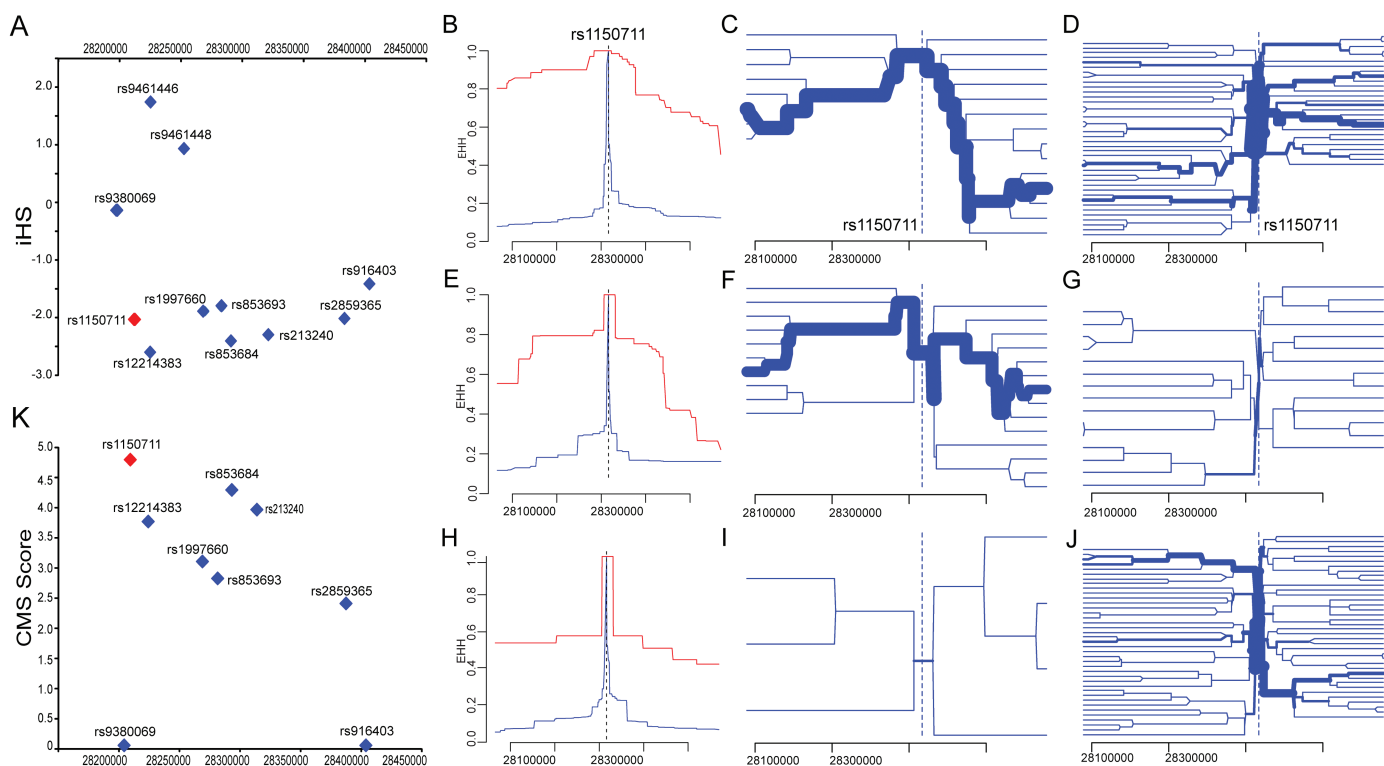 A
28200000 28250000 28300000 28350000 28400000 28450000
2.0
1.0
0
-1.0
-2.0
-3.0
iHS
rs9461446
rs9461448
rs9380069
rs916403
rs1997660
rs853693
rs2859365
rs1150711
rs213240
rs853684
rs12214383
B
rs1150711
1.0
0.8
0.6
0.4
0.2
0.0
EHH
28100000 28300000
C
rs1150711
28100000 28300000
D
rs1150711
28100000 28300000
E
1.0
0.8
0.6
0.4
0.2
0.0
EHH
28100000 28300000
F
28100000 28300000
G
28100000 28300000
K
5.0
4.5
4.0
3.5
3.0
2.5
2.0
1.5
1.0
0.5
0
CMS Score
rs1150711
rs853684
rs12214383
rs213240
rs1997660
rs853693
rs2859365
rs9380069
rs916403
28200000 28250000 28300000 28350000 28400000 28450000
H
1.0
0.8
0.6
0.4
0.2
0.0
EHH
28100000 28300000
I
28100000 28300000
J
28100000 28300000